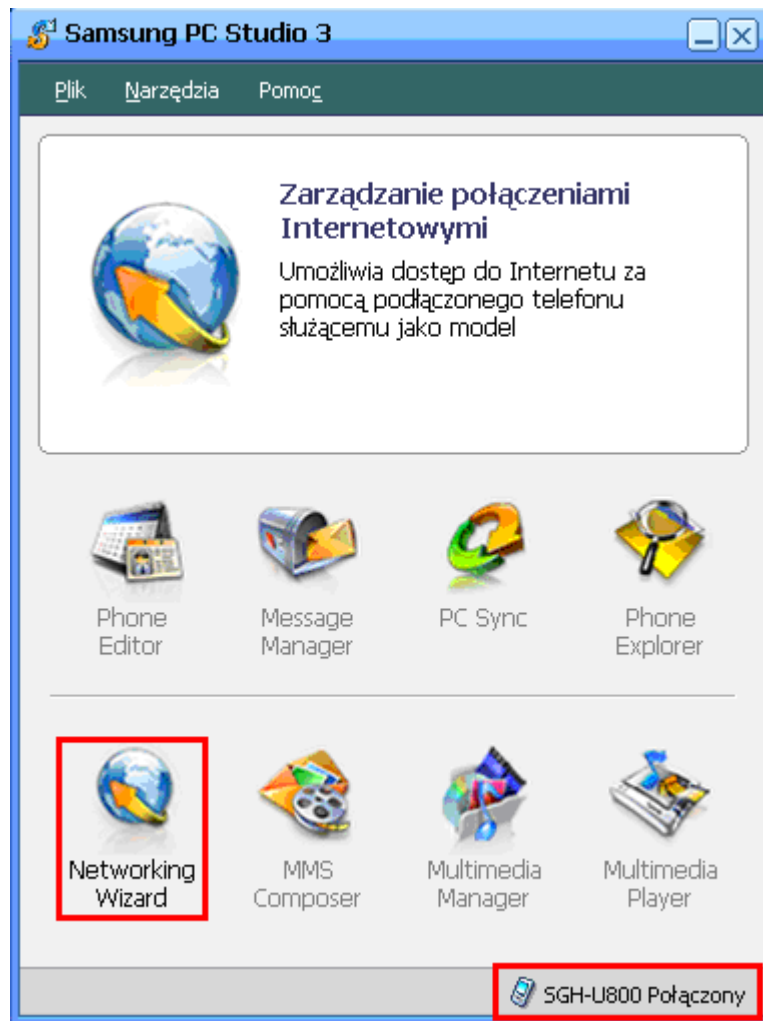 Samsung PC Studio 3
Plik Narzędzia Pomoc
Zarządzanie połączeniami
Internetowymi
Umożliwia dostęp do Internetu za
pomocą podłączonego telefonu
służącemu jako model
Phone
Editor
Message
Manager
PC Sync
Phone
Explorer
Networking
Wizard
MMS
Composer
Multimedia
Manager
Multimedia
Player
SGH-U800 Połączony